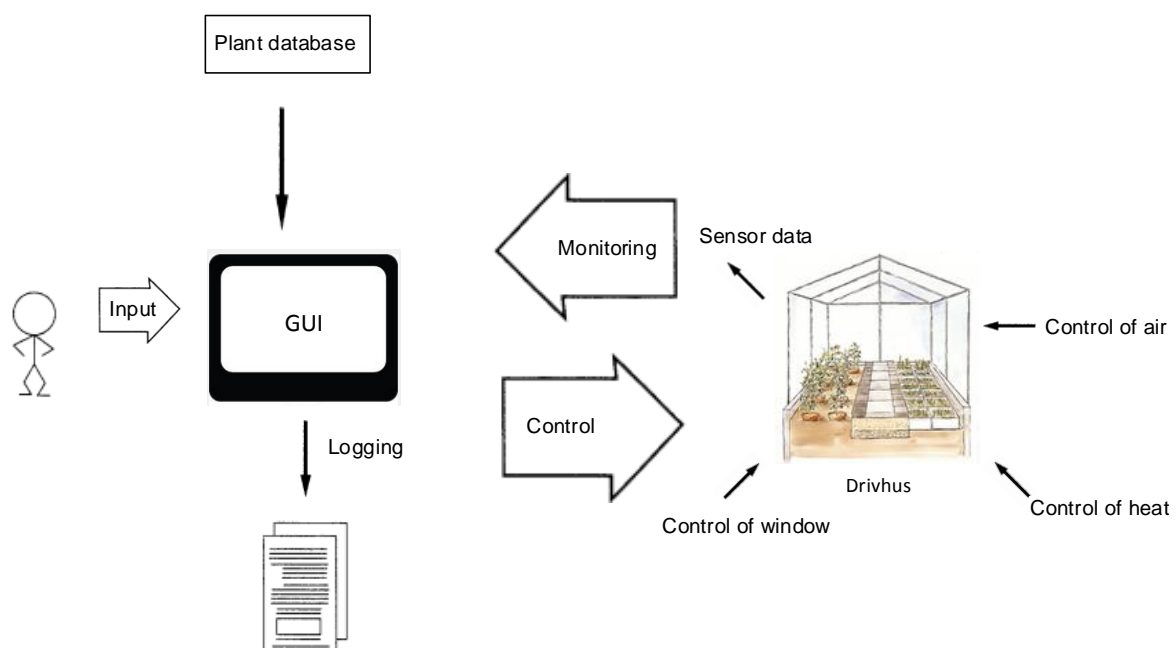 Plant database
Monitoring
Sensor data
Input
GUI
Control of air
Control
Logging
Drivhus
Control of window
Control of heat